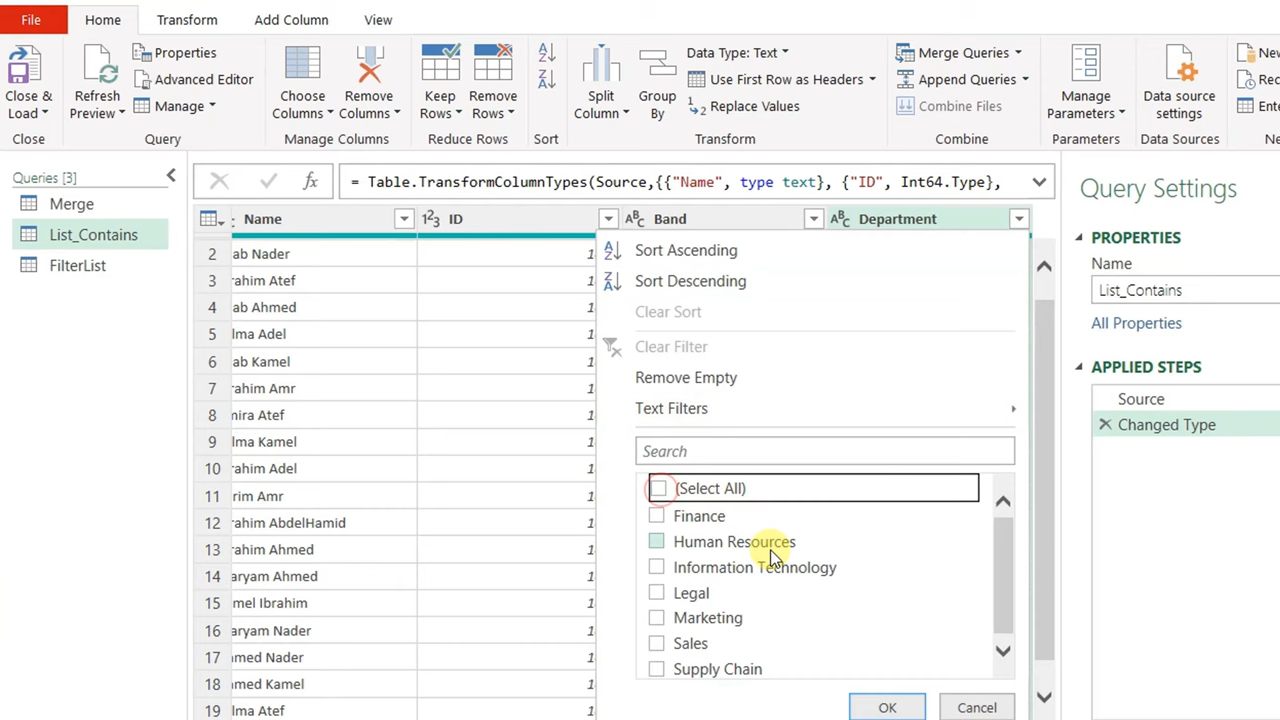 File Home Transform Add Column View
Close & Load
Close
Refresh Preview
Properties
Advanced Editor
Manage
Query
Choose Columns
Remove Columns
Manage Columns
Keep Rows
Remove Rows
Reduce Rows
Sort
Split Column
Group By
Data Type: Text
Use First Row as Headers
Replace Values
Transform
Merge Queries
Append Queries
Combine Files
Combine
Manage Parameters
Parameters
Data source settings
Data Sources
Queries [3]
Merge
List_Contains
FilterList
fx = Table.TransformColumnTypes(Source,{{"Name", type text}, {"ID", Int64.Type},
Name 123 ID ABC Band ABC Department
2 ab Nader
3 rahim Atef
4 ab Ahmed
5 lma Adel
6 ab Kamel
7 rahim Amr
8 mira Atef
9 lma Kamel
10 rahim Adel
11 rim Amr
12 rahim AbdelHamid
13 rahim Ahmed
14 aryam Ahmed
15 mel Ibrahim
16 aryam Nader
17 amed Nader
18 amed Kamel
19 lma Atef
Sort Ascending
Sort Descending
Clear Sort
Clear Filter
Remove Empty
Text Filters
Search
(Select All)
Finance
Human Resources
Information Technology
Legal
Marketing
Sales
Supply Chain
OK Cancel
Query Settings
PROPERTIES
Name
List_Contains
All Properties
APPLIED STEPS
Source
Changed Type